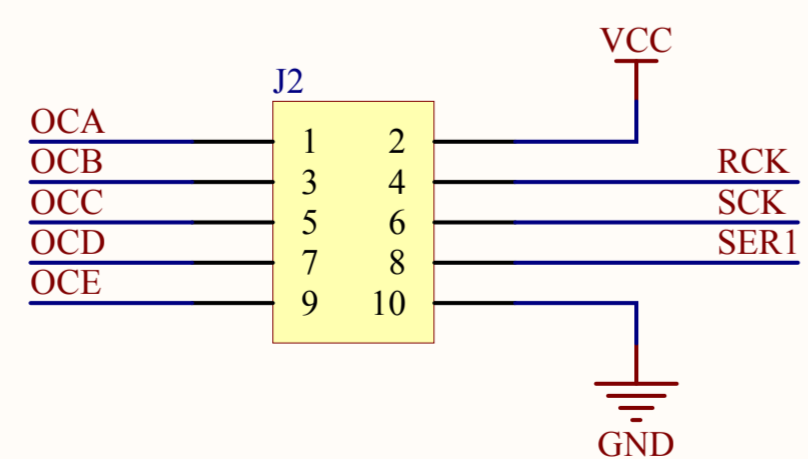 VCC
J2
OCA 1 2
OCB 3 4 RCK
OCC 5 6 SCK
OCD 7 8 SER1
OCE 9 10
GND